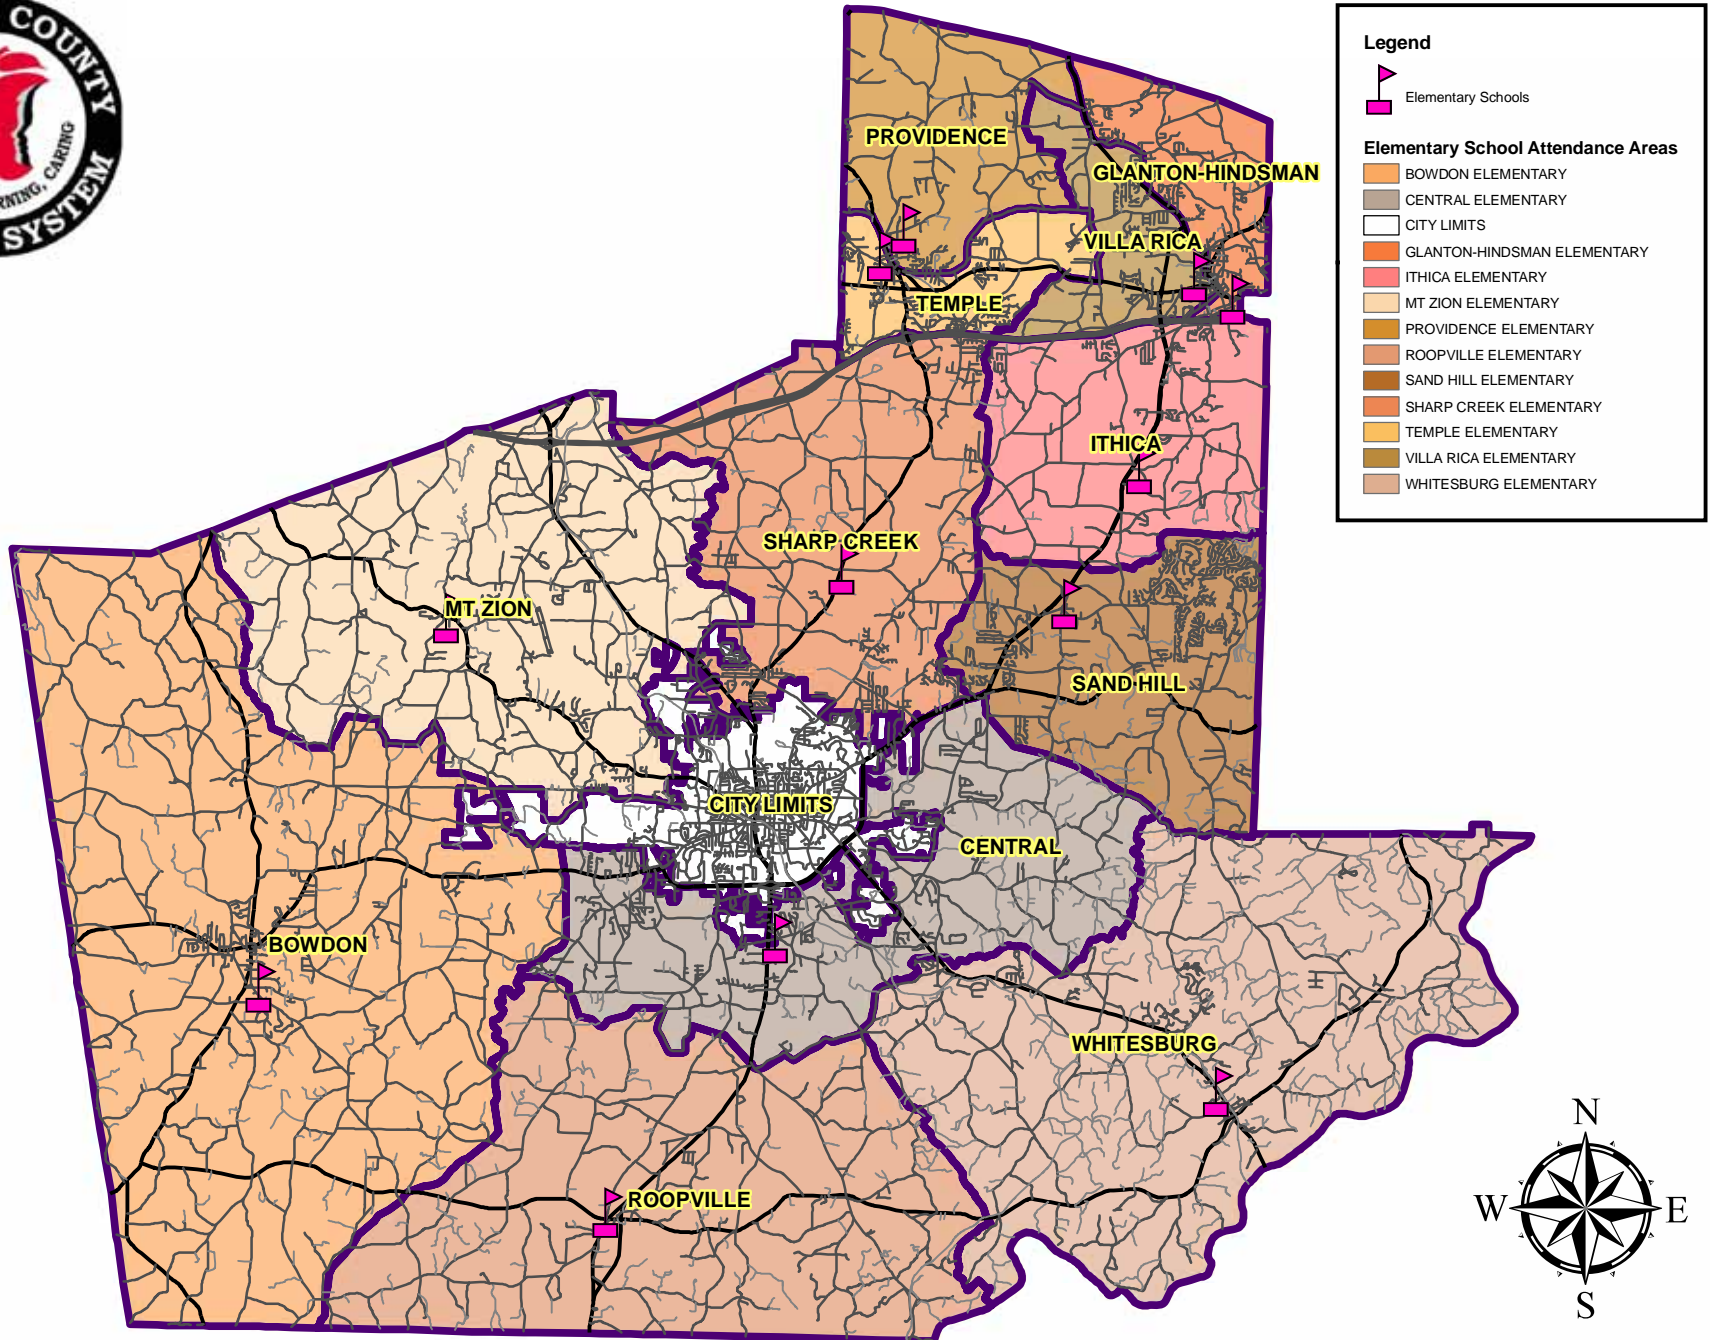 COUNTY
RNING, CARING
SYSTEM
Legend
Elementary Schools
Elementary School Attendance Areas
BOWDON ELEMENTARY
CENTRAL ELEMENTARY
CITY LIMITS
GLANTON-HINDSMAN ELEMENTARY
ITHICA ELEMENTARY
MT ZION ELEMENTARY
PROVIDENCE ELEMENTARY
ROOPVILLE ELEMENTARY
SAND HILL ELEMENTARY
SHARP CREEK ELEMENTARY
TEMPLE ELEMENTARY
VILLA RICA ELEMENTARY
WHITESBURG ELEMENTARY
PROVIDENCE
GLANTON-HINDSMAN
VILLA RICA
TEMPLE
ITHICA
SHARP CREEK
MT ZION
SAND HILL
CITY LIMITS
CENTRAL
BOWDON
WHITESBURG
ROOPVILLE
N
W
E
S